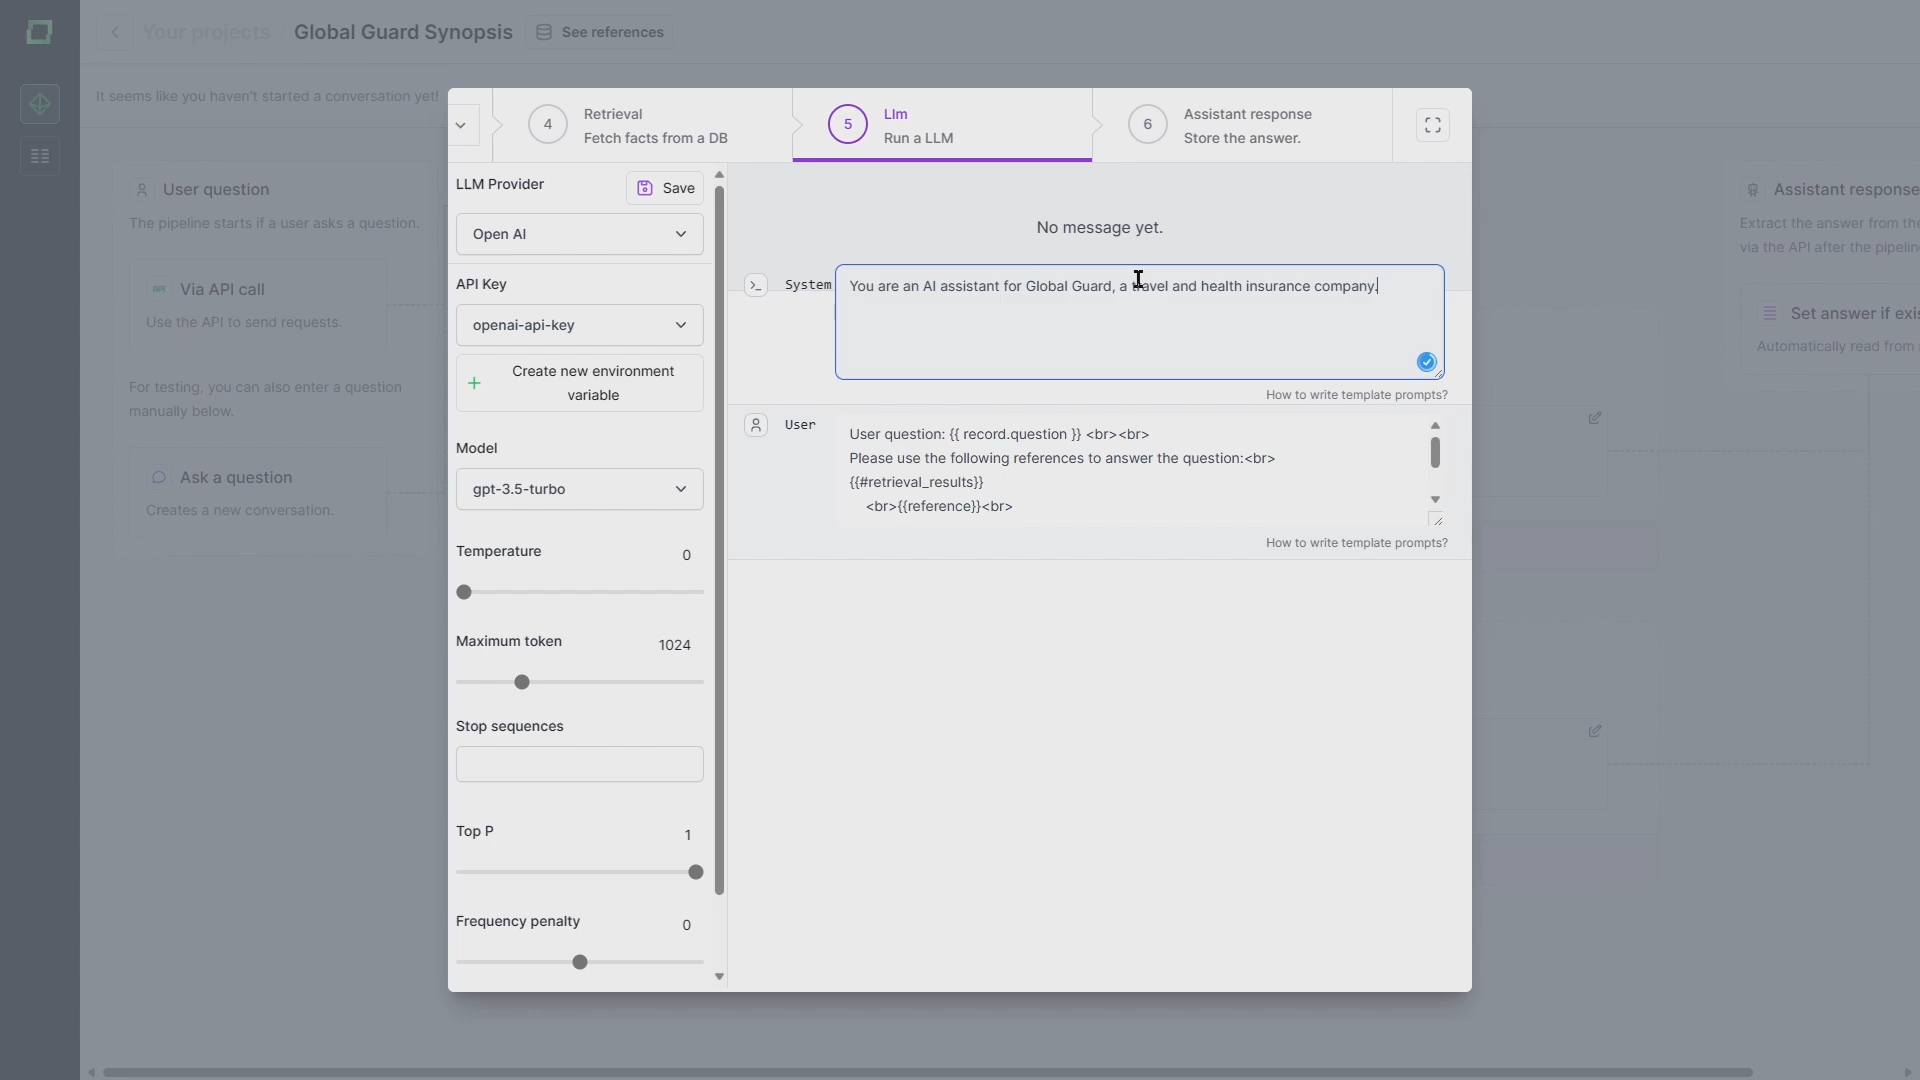 Your projects / Global Guard Synopsis See references
It seems like you haven't started a conversation yet!
User question
The pipeline starts if a user asks a question.
Via API call
Use the API to send requests.
For testing, you can also enter a question
manually below.
Ask a question
Creates a new conversation.
4 Retrieval
Fetch facts from a DB
5 Llm
Run a LLM
6 Assistant response
Store the answer.
LLM Provider
Save
Open AI
API Key
openai-api-key
Create new environment
variable
Model
gpt-3.5-turbo
Temperature 0
Maximum token 1024
Stop sequences
Top P 1
Frequency penalty 0
No message yet.
System
You are an AI assistant for Global Guard, a travel and health insurance company.
How to write template prompts?
User
User question: {{ record.question }} <br><br>
Please use the following references to answer the question:<br>
{{#retrieval_results}}
<br>{{reference}}<br>
How to write template prompts?
Assistant response
Extract the answer from the
via the API after the pipelin
Set answer if exis
Automatically read from